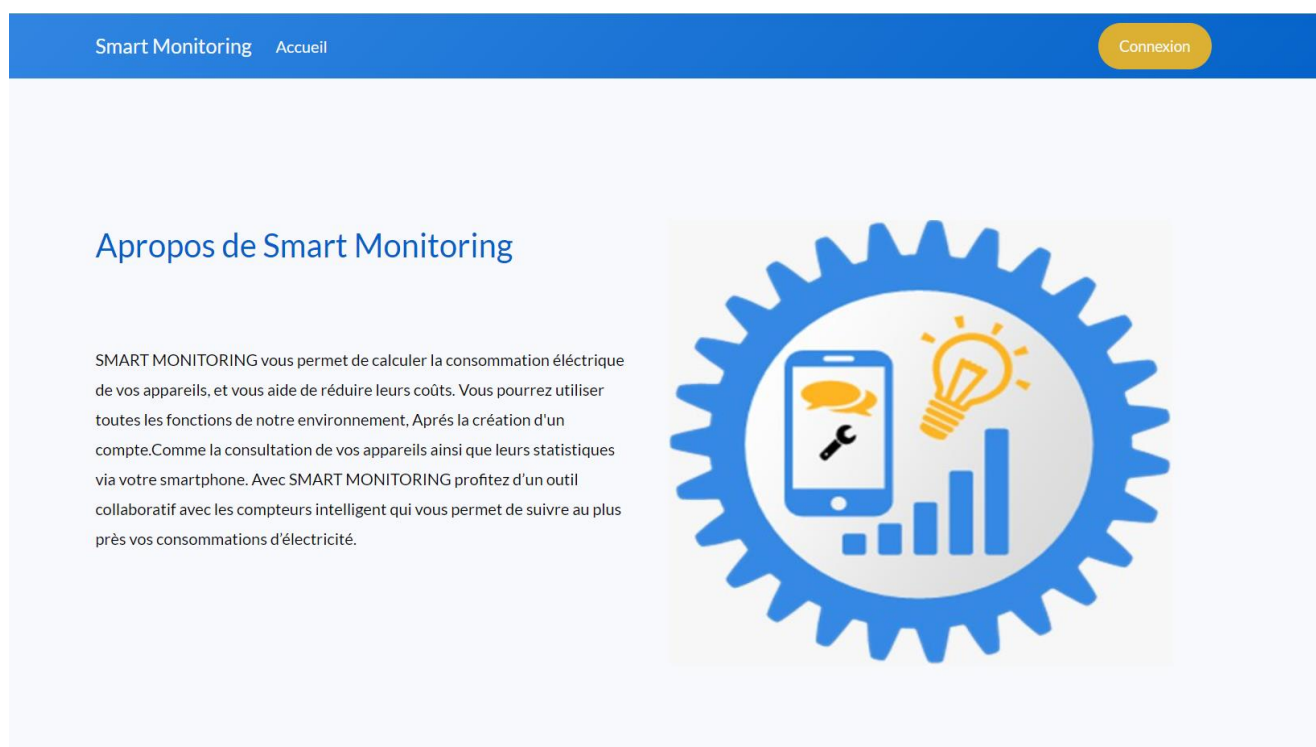 Smart Monitoring Accueil Connexion
Apropos de Smart Monitoring
SMART MONITORING vous permet de calculer la consommation éléctrique
de vos appareils, et vous aide de réduire leurs coûts. Vous pourrez utiliser
toutes les fonctions de notre environnement, Aprés la création d'un
compte.Comme la consultation de vos appareils ainsi que leurs statistiques
via votre smartphone. Avec SMART MONITORING profitez d’un outil
collaboratif avec les compteurs intelligent qui vous permet de suivre au plus
près vos consommations d’électricité.